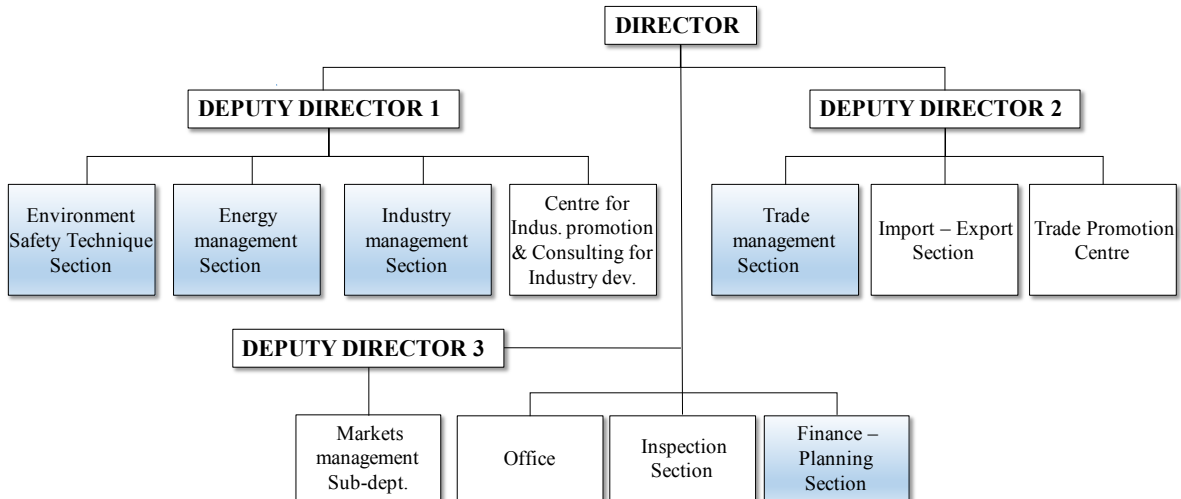 DIRECTOR
DEPUTY DIRECTOR 1
DEPUTY DIRECTOR 2
Environment
Safety Technique
Section
Energy
management
Section
Industry
management
Section
Centre for
Indus. promotion
& Consulting for
Industry dev.
Trade
management
Section
Import – Export
Section
Trade Promotion
Centre
DEPUTY DIRECTOR 3
Markets
management
Sub-dept.
Office
Inspection
Section
Finance –
Planning
Section